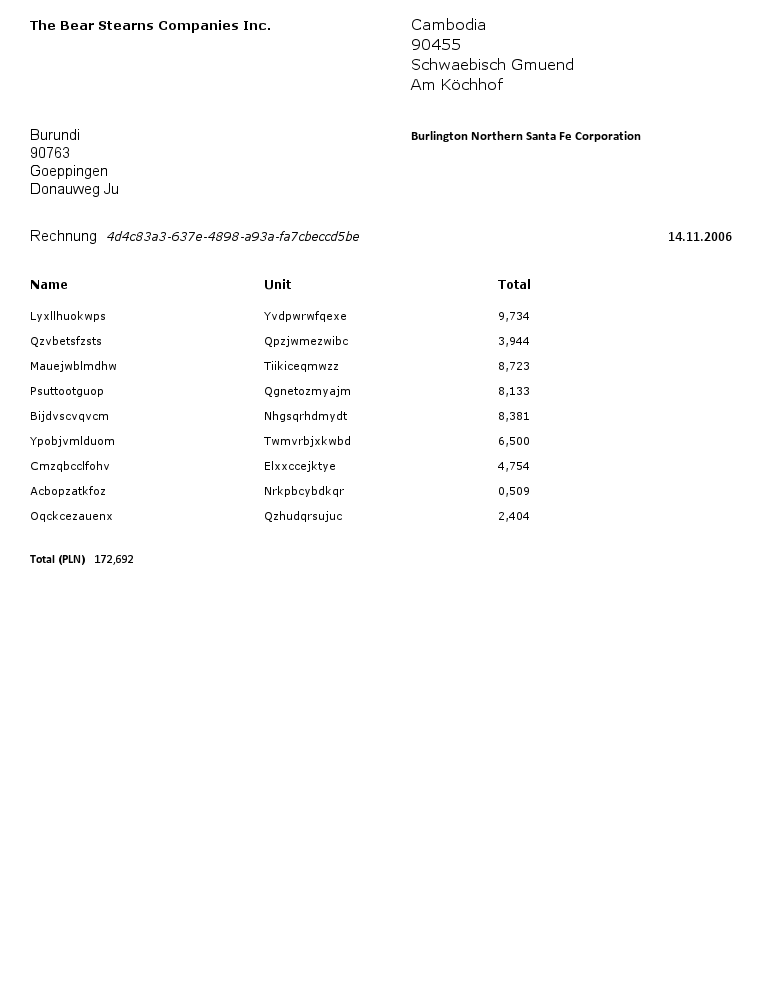 The Bear Stearns Companies Inc.
Cambodia
90455
Schwaebisch Gmuend
Am Köchhof
Burundi
90763
Goeppingen
Donauweg Ju
Burlington Northern Santa Fe Corporation
Rechnung 4d4c83a3-637e-4898-a93a-fa7cbeccd5be 14.11.2006
Name Unit Total
Lyxllhuokwps Yvdpwrwfqexe 9,734
Qzvbetsfzsts Qpzjwmezwibc 3,944
Mauejwblmdhw Tiikiceqmwzz 8,723
Psuttootguop Qgnetozmyajm 8,133
Bijdvscvqvcm Nhgsqrhdmydt 8,381
Ypobjvmlduom Twmvrbjxkwbd 6,500
Cmzqbcclfohv Elxxccejktye 4,754
Acbopzatkfoz Nrkpbcybdkqr 0,509
Oqckcezauenx Qzhudqrsujuc 2,404
Total (PLN) 172,692